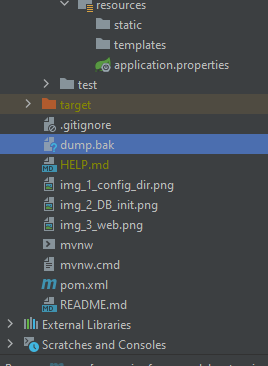 resources
static
templates
application.properties
test
target
.gitignore
dump.bak
HELP.md
img_1_config_dir.png
img_2_DB_init.png
img_3_web.png
mvnw
mvnw.cmd
pom.xml
README.md
External Libraries
Scratches and Consoles